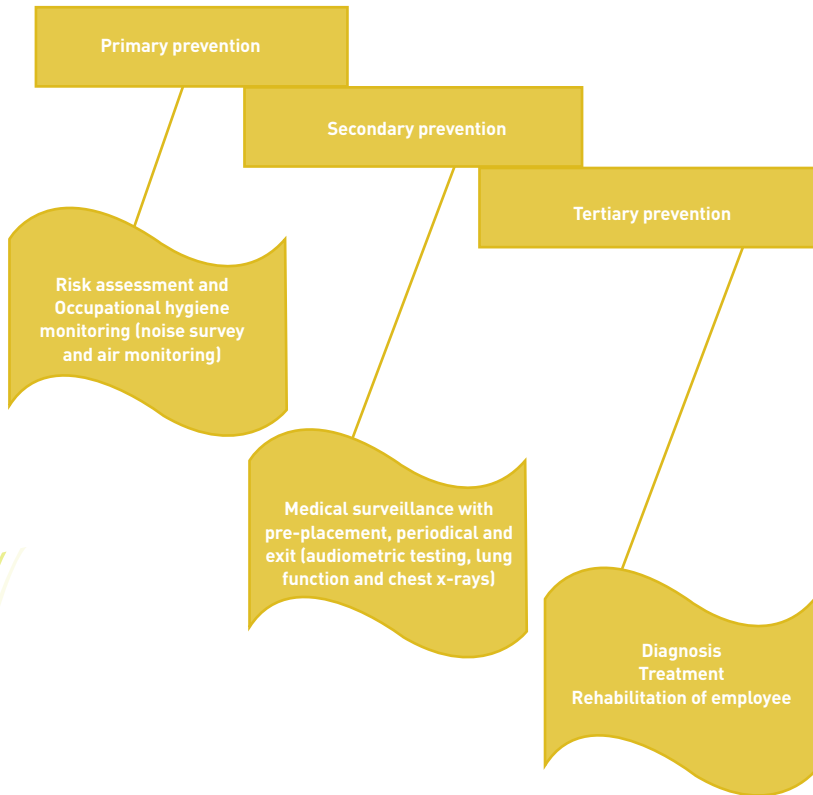 Primary prevention
Secondary prevention
Tertiary prevention
Risk assessment and
Occupational hygiene
monitoring (noise survey
and air monitoring)
Medical surveillance with
pre-placement, periodical and
exit (audiometric testing, lung
function and chest x-rays)
Diagnosis
Treatment
Rehabilitation of employee